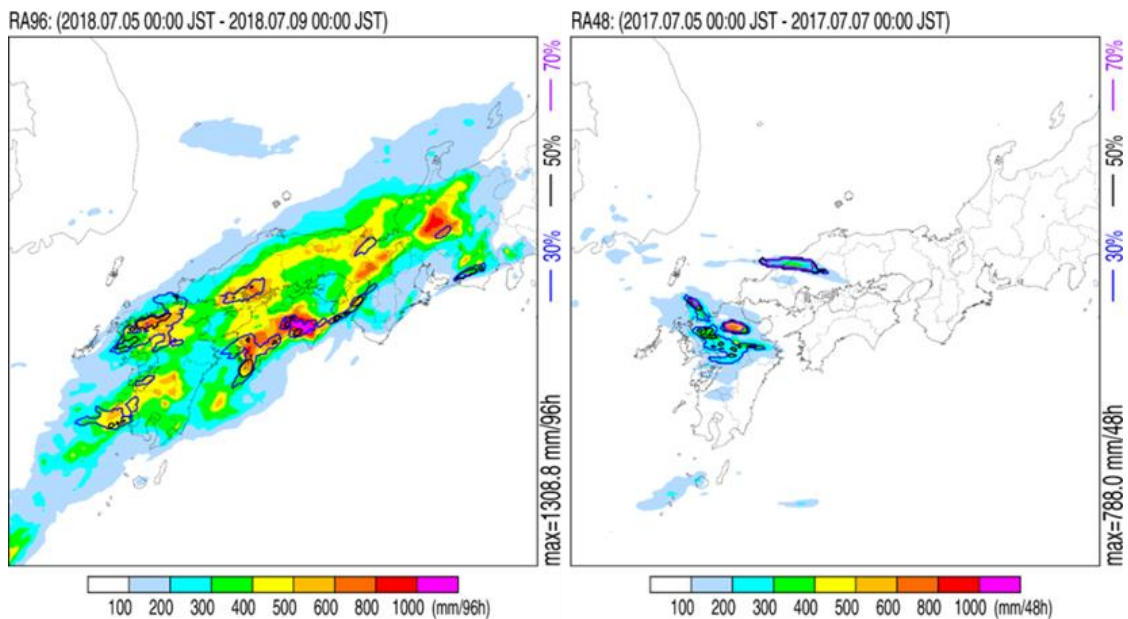 RA96: (2018.07.05 00:00 JST - 2018.07.09 00:00 JST)
30% 50% 70%
max=1308.8 mm/96h
100 200 300 400 500 600 800 1000 (mm/96h)
RA48: (2017.07.05 00:00 JST - 2017.07.07 00:00 JST)
30% 50% 70%
max=788.0 mm/48h
100 200 300 400 500 600 800 1000 (mm/48h)